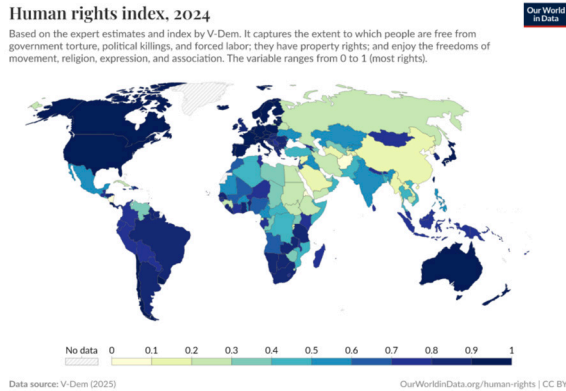 Human rights index, 2024
Our World
in Data
Based on the expert estimates and index by V-Dem. It captures the extent to which people are free from
government torture, political killings, and forced labor; they have property rights; and enjoy the freedoms of
movement, religion, expression, and association. The variable ranges from 0 to 1 (most rights).
No data 0 0.1 0.2 0.3 0.4 0.5 0.6 0.7 0.8 0.9 1
Data source: V-Dem (2025) OurWorldinData.org/human-rights | CC BY